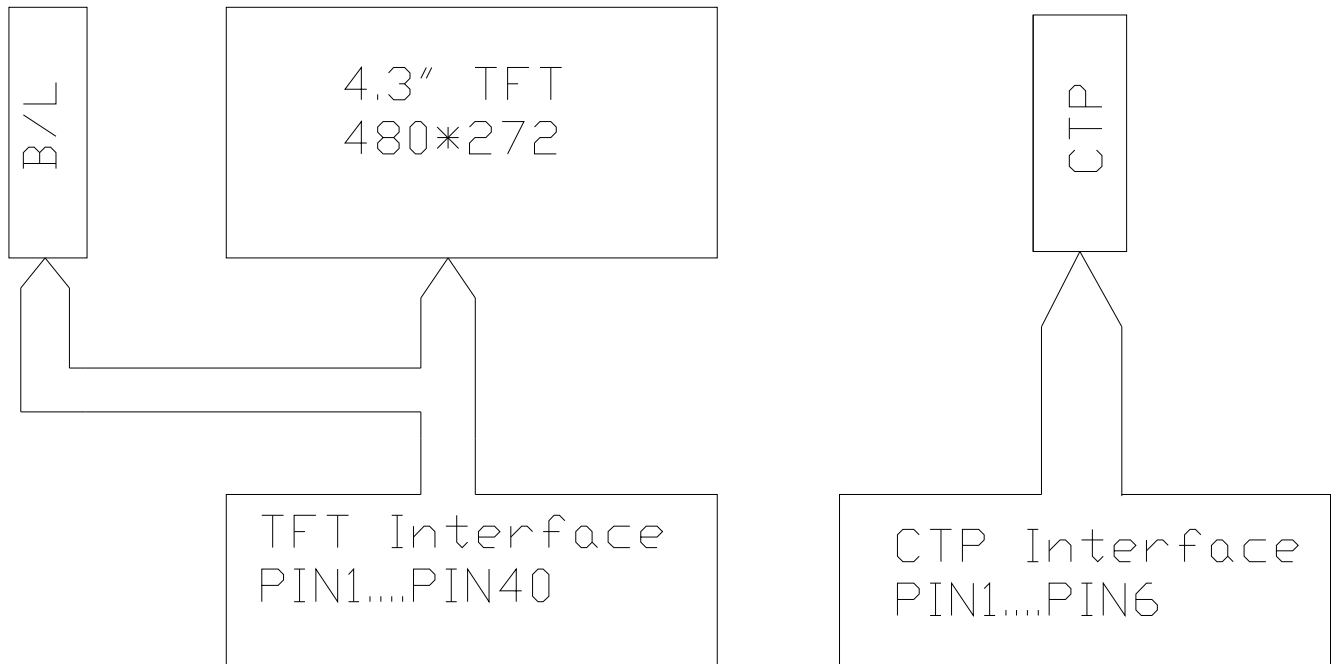 B/L
4.3" TFT
480*272
CTP
TFT Interface
PIN1....PIN40
CTP Interface
PIN1....PIN6